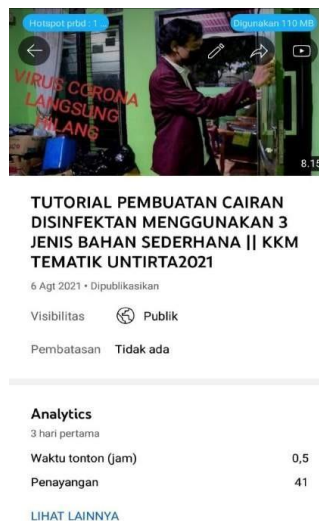 Hotspot prbd : 1 ...
Digunakan 110 MB
VIRUS CORONA
LANGSUNG
HILANG
8.15
TUTORIAL PEMBUATAN CAIRAN
DISINFEKTAN MENGGUNAKAN 3
JENIS BAHAN SEDERHANA || KKM
TEMATIK UNTIRTA2021
6 Agt 2021 • Dipublikasikan
Visibilitas Publik
Pembatasan Tidak ada
Analytics
3 hari pertama
Waktu tonton (jam) 0,5
Penayangan 41
LIHAT LAINNYA